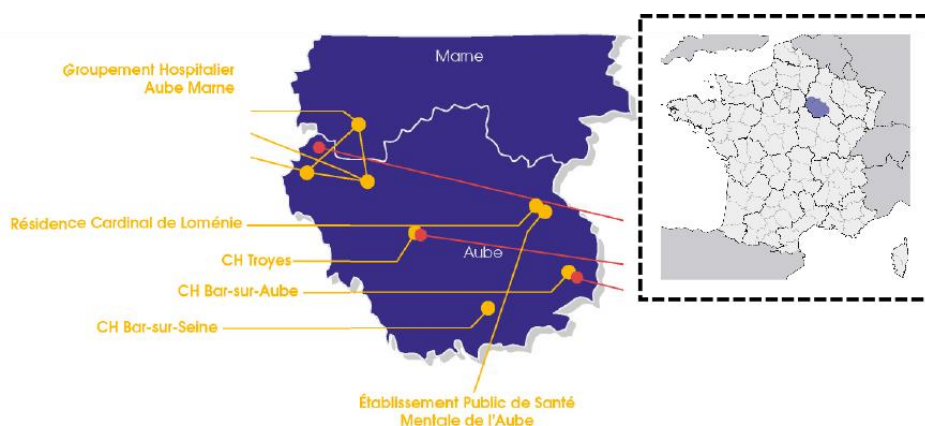 Marne
Groupement Hospitalier
Aube Marne
Résidence Cardinal de Loménie
Aube
CH Troyes
CH Bar-sur-Aube
CH Bar-sur-Seine
Établissement Public de Santé
Mentale de l'Aube